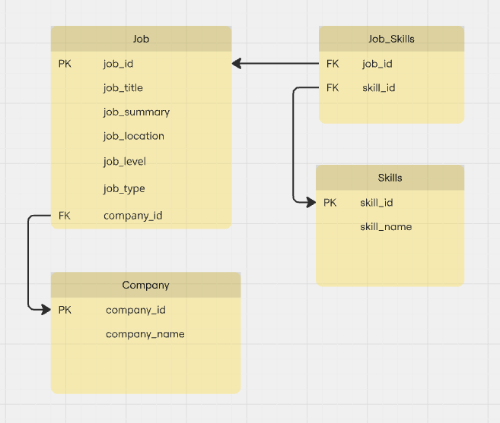 Job
PK job_id
job_title
job_summary
job_location
job_level
job_type
FK company_id
Job_Skills
FK job_id
FK skill_id
Skills
PK skill_id
skill_name
Company
PK company_id
company_name